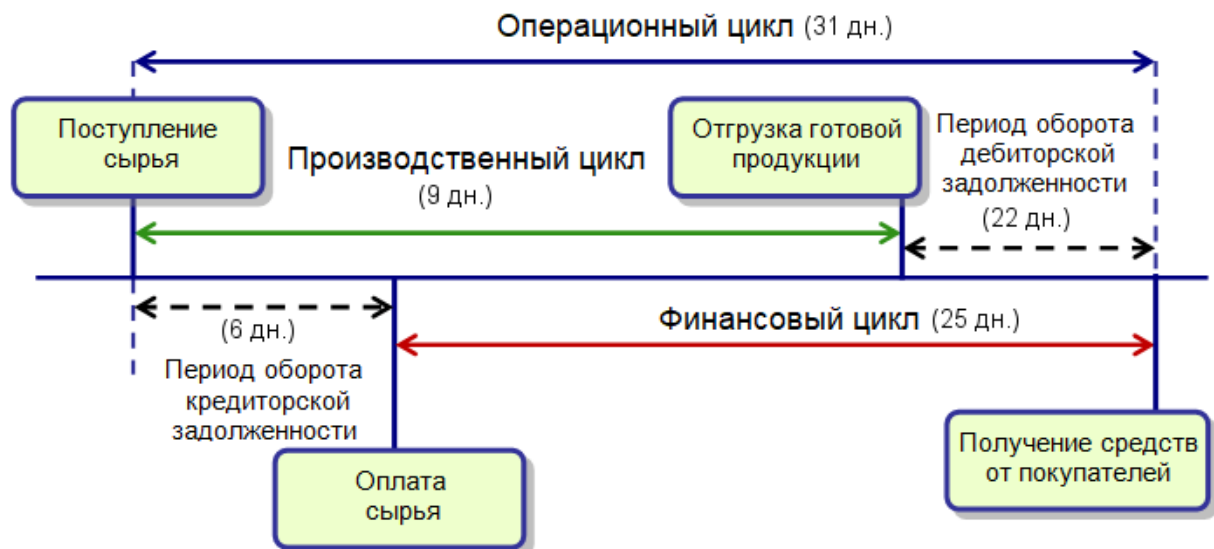 Операционный цикл (31 дн.)
Поступление
сырья
Производственный цикл
(9 дн.)
Отгрузка готовой
продукции
Период оборота
дебиторской
задолженности
(22 дн.)
(6 дн.)
Период оборота
кредиторской
задолженности
Финансовый цикл (25 дн.)
Оплата
сырья
Получение средств
от покупателей